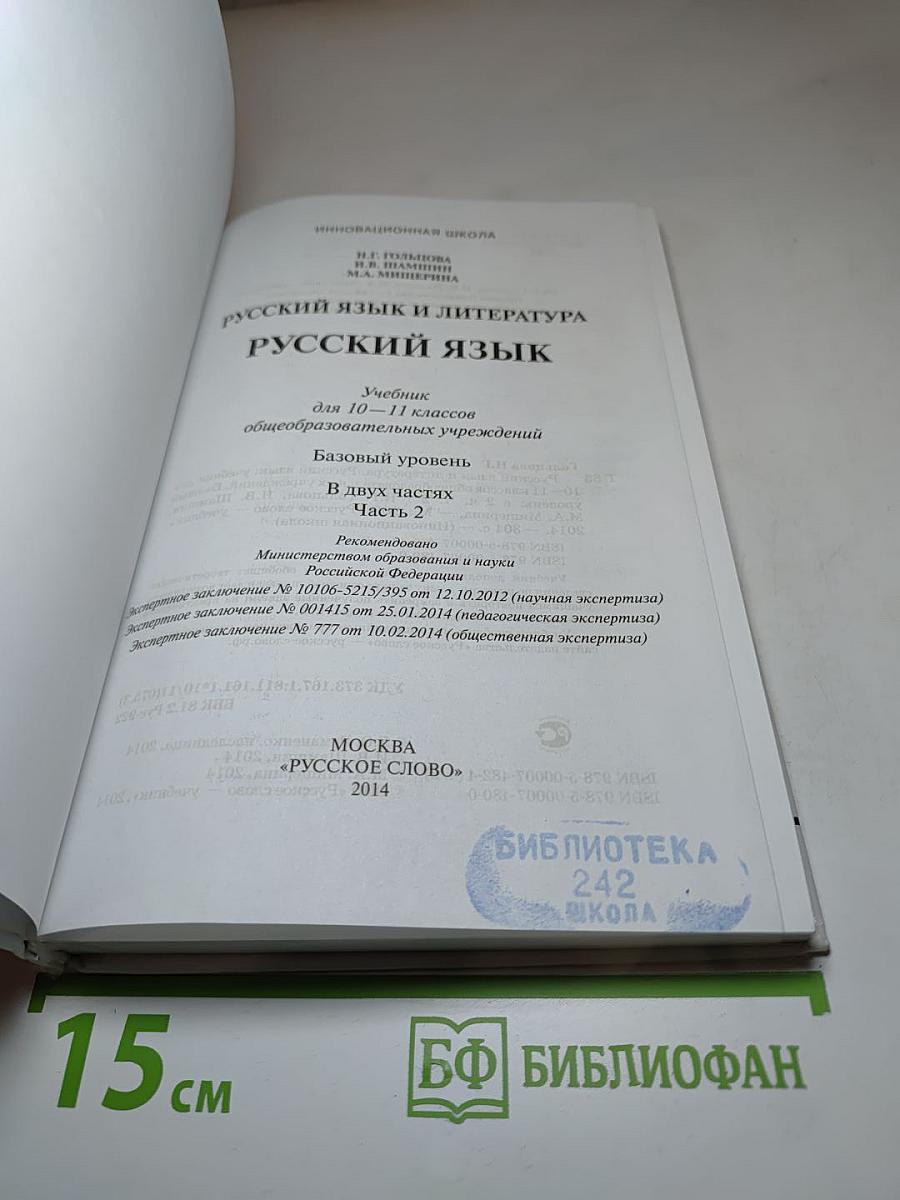 ИННОВАЦИОННАЯ ШКОЛА
Н.Г. ГОЛЬЦОВА
И.В. ШАМШИН
М.А. МИЩЕРИНА
РУССКИЙ ЯЗЫК И ЛИТЕРАТУРА
РУССКИЙ ЯЗЫК
Учебник
для 10—11 классов
общеобразовательных учреждений
Базовый уровень
В двух частях
Часть 2
Рекомендовано
Министерством образования и науки
Российской Федерации
Экспертное заключение № 10106-5215/395 от 12.10.2012 (научная экспертиза)
Экспертное заключение № 001415 от 25.01.2014 (педагогическая экспертиза)
Экспертное заключение № 777 от 10.02.2014 (общественная экспертиза)
МОСКВА
«РУССКОЕ СЛОВО»
2014
БИБЛИОТЕКА
242
ШКОЛА
15 см
БФ БИБЛИОФАН